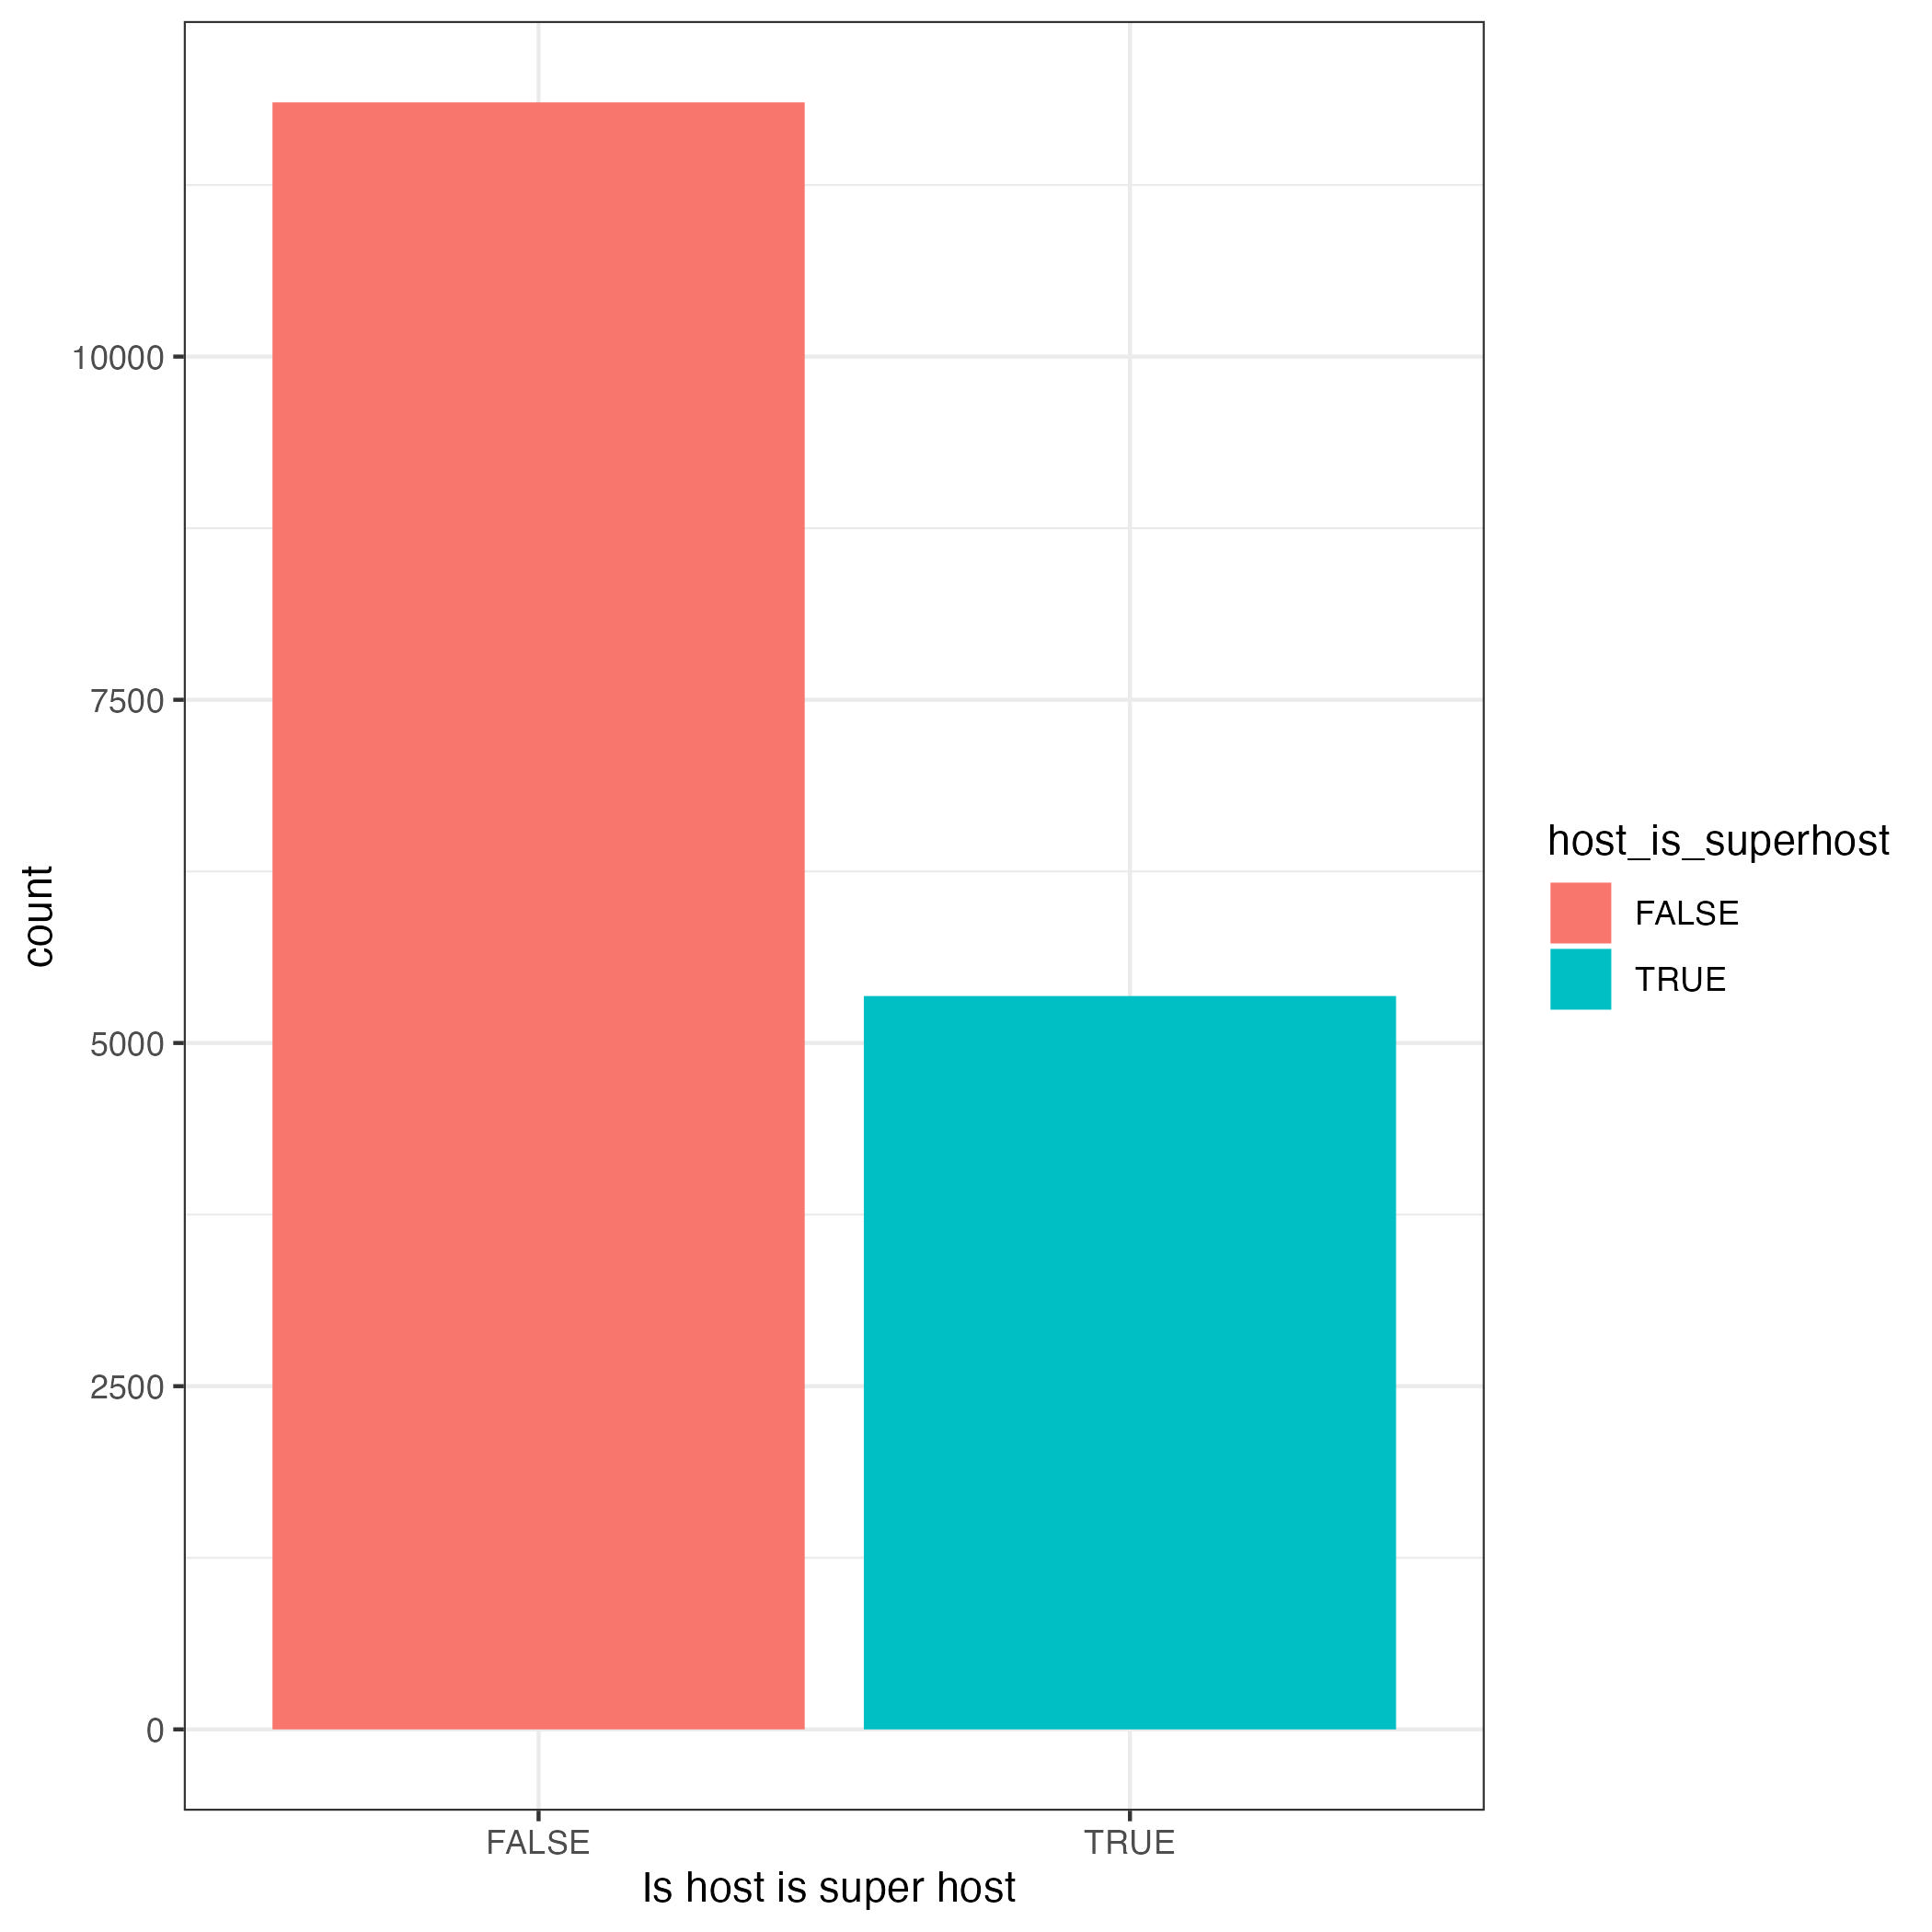 count
10000
7500
5000
2500
0
FALSE
TRUE
Is host is super host
host_is_superhost
FALSE
TRUE